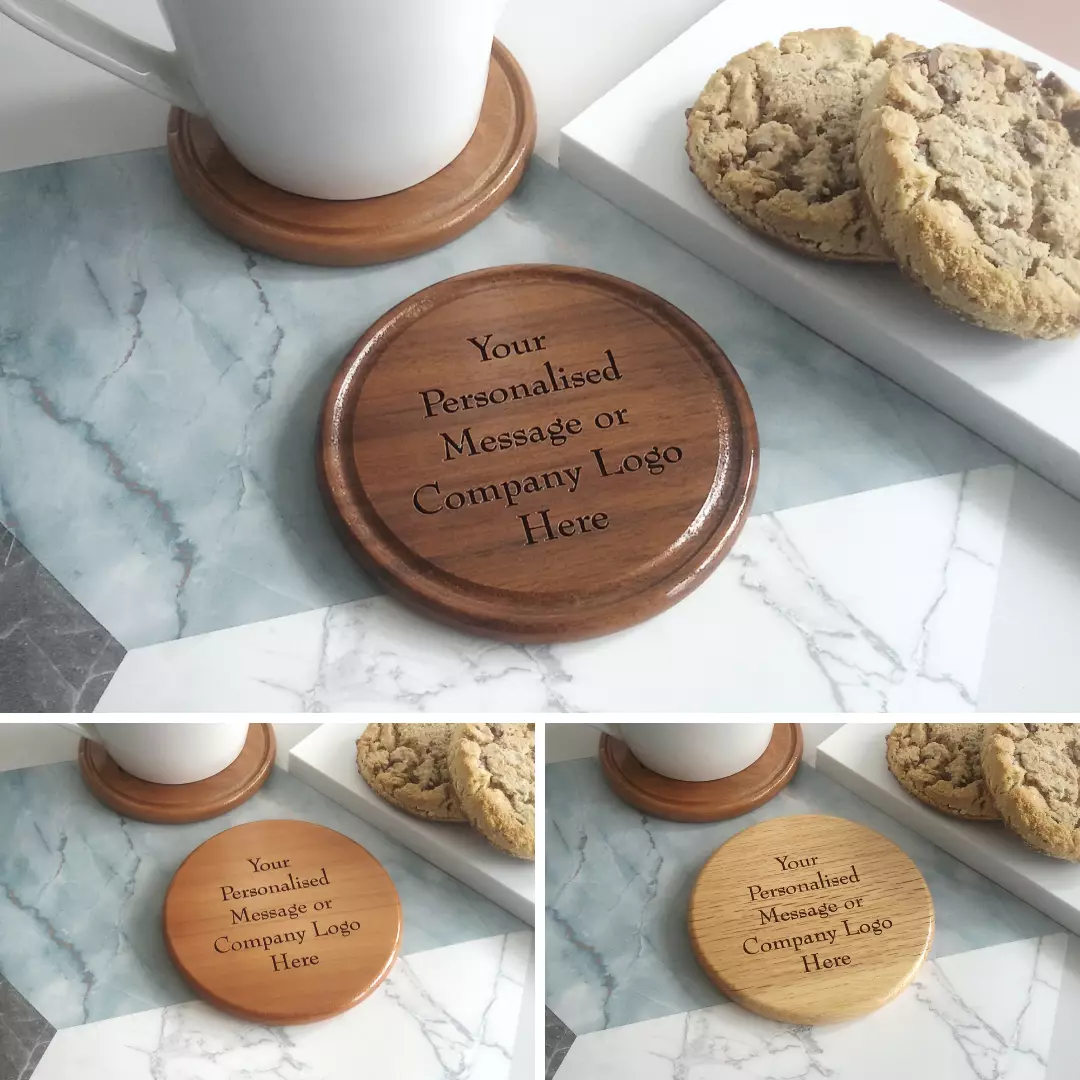 Your
Personalised
Message or
Company Logo
Here
Your
Personalised
Message or
Company Logo
Here
Your
Personalised
Message or
Company Logo
Here